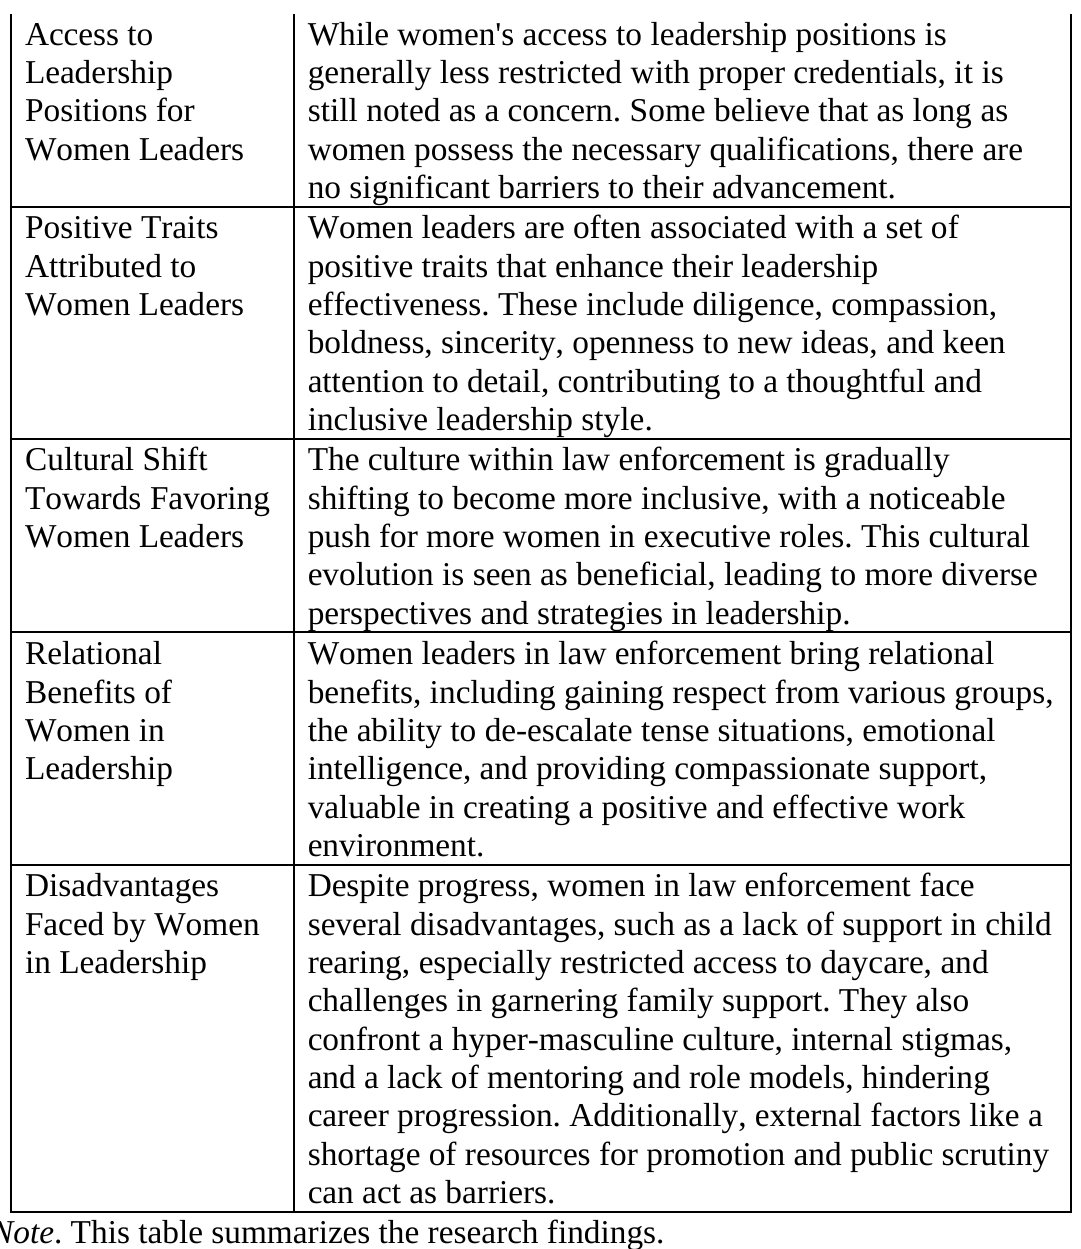 Access to
Leadership
Positions for
Women Leaders
While women's access to leadership positions is
generally less restricted with proper credentials, it is
still noted as a concern. Some believe that as long as
women possess the necessary qualifications, there are
no significant barriers to their advancement.
Positive Traits
Attributed to
Women Leaders
Women leaders are often associated with a set of
positive traits that enhance their leadership
effectiveness. These include diligence, compassion,
boldness, sincerity, openness to new ideas, and keen
attention to detail, contributing to a thoughtful and
inclusive leadership style.
Cultural Shift
Towards Favoring
Women Leaders
The culture within law enforcement is gradually
shifting to become more inclusive, with a noticeable
push for more women in executive roles. This cultural
evolution is seen as beneficial, leading to more diverse
perspectives and strategies in leadership.
Relational
Benefits of
Women in
Leadership
Women leaders in law enforcement bring relational
benefits, including gaining respect from various groups,
the ability to de-escalate tense situations, emotional
intelligence, and providing compassionate support,
valuable in creating a positive and effective work
environment.
Disadvantages
Faced by Women
in Leadership
Despite progress, women in law enforcement face
several disadvantages, such as a lack of support in child
rearing, especially restricted access to daycare, and
challenges in garnering family support. They also
confront a hyper-masculine culture, internal stigmas,
and a lack of mentoring and role models, hindering
career progression. Additionally, external factors like a
shortage of resources for promotion and public scrutiny
can act as barriers.
Note. This table summarizes the research findings.